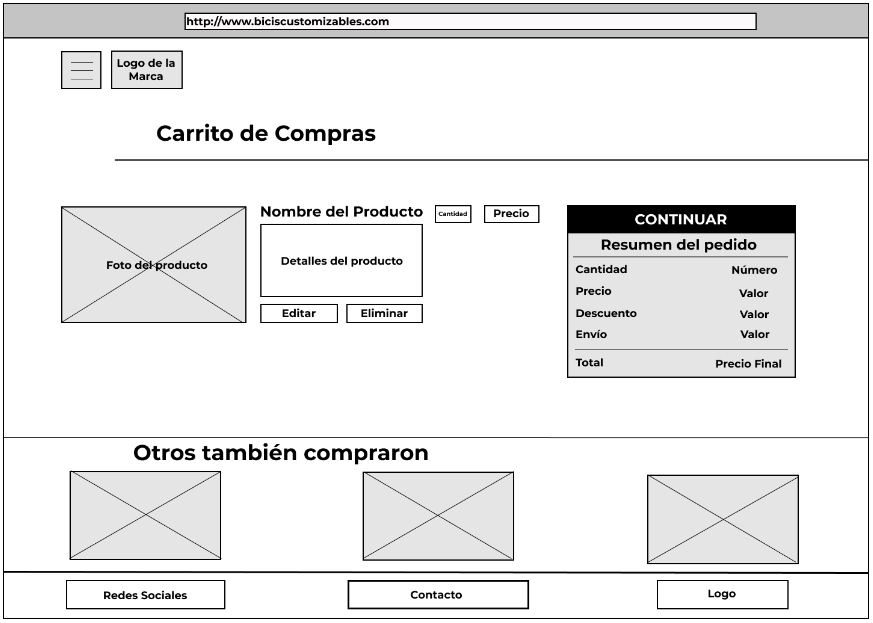 http://www.biciscustomizables.com
Logo de la
Marca
Carrito de Compras
Foto del producto
Nombre del Producto
Cantidad
Precio
Detalles del producto
Editar
Eliminar
CONTINUAR
Resumen del pedido
Cantidad Número
Precio Valor
Descuento Valor
Envío Valor
Total Precio Final
Otros también compraron
Redes Sociales
Contacto
Logo